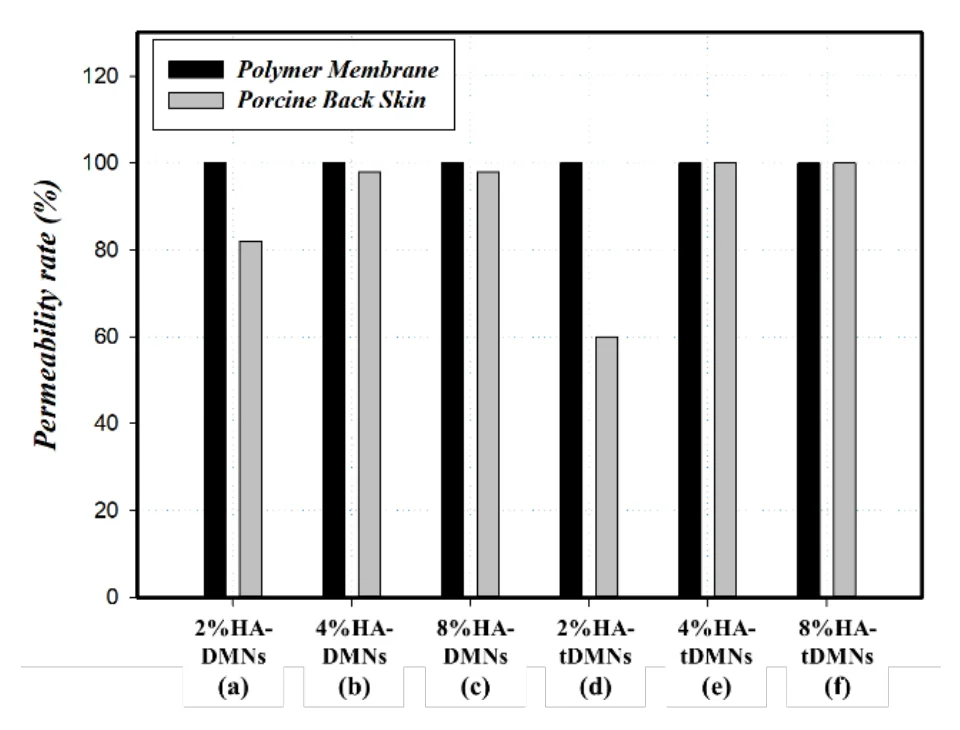 Polymer Membrane
Porcine Back Skin
Permeability rate (%)
120
100
80
60
40
20
0
2%HA-
DMNs
(a)
4%HA-
DMNs
(b)
8%HA-
DMNs
(c)
2%HA-
tDMNs
(d)
4%HA-
tDMNs
(e)
8%HA-
tDMNs
(f)